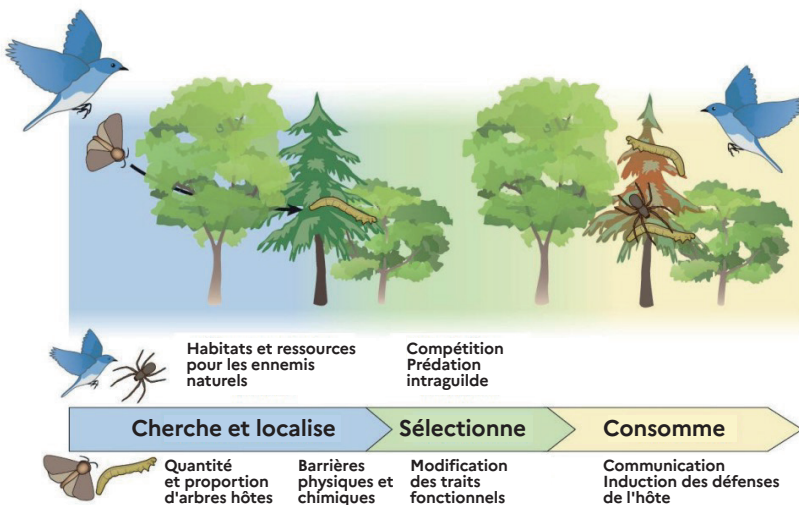 Habitats et ressources
pour les ennemis
naturels
Compétition
Prédation
intraguilde
Cherche et localise
Sélectionne
Consomme
Quantité
et proportion
d'arbres hôtes
Barrières
physiques et
chimiques
Modification
des traits
fonctionnels
Communication
Induction des défenses
de l'hôte